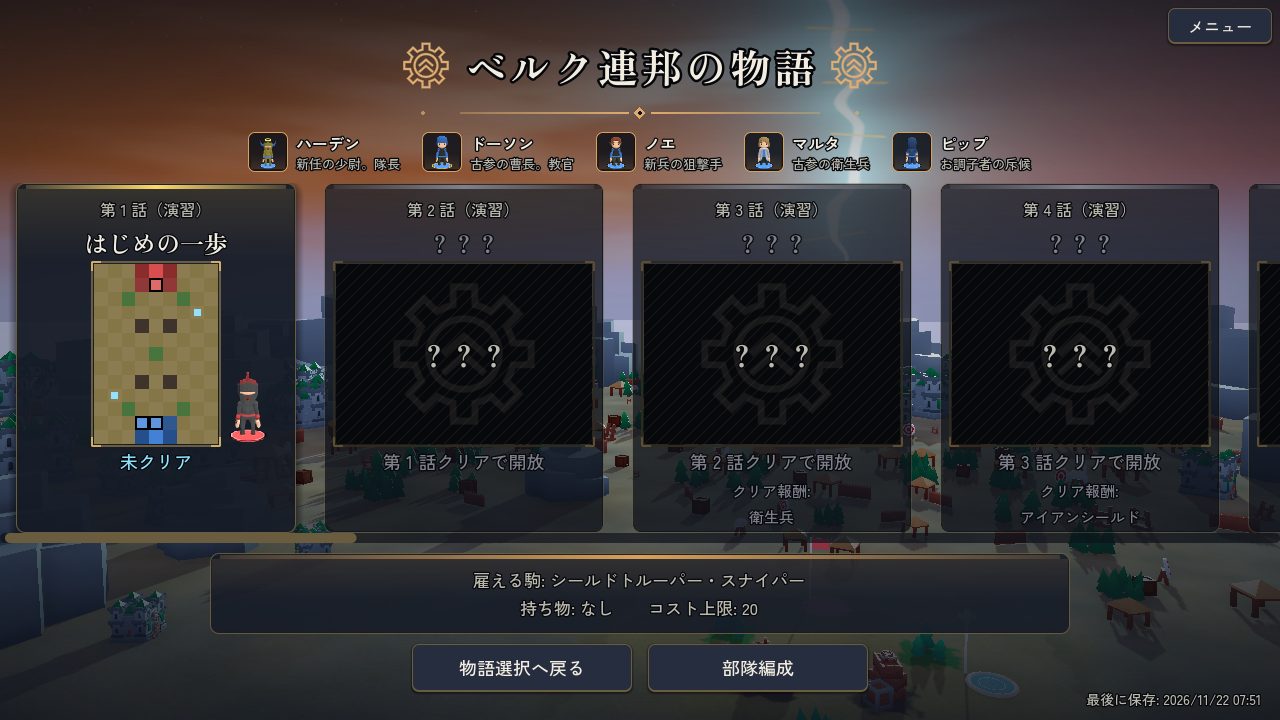 メニュー
ベルク連邦の物語
ハーデン
新任の少尉。隊長
ドーソン
古参の曹長。教官
ノエ
新兵の狙撃手
マルタ
古参の衛生兵
ピップ
お調子者の斥候
第1話（演習）
はじめの一歩
未クリア
第2話（演習）
？？？
？？？
第1話クリアで開放
第3話（演習）
？？？
？？？
第2話クリアで開放
クリア報酬:
衛生兵
第4話（演習）
？？？
？？？
第3話クリアで開放
クリア報酬:
アイアンシールド
雇える駒: シールドトルーパー・スナイパー
持ち物: なし　　コスト上限: 20
物語選択へ戻る
部隊編成
最後に保存: 2026/11/22 07:51